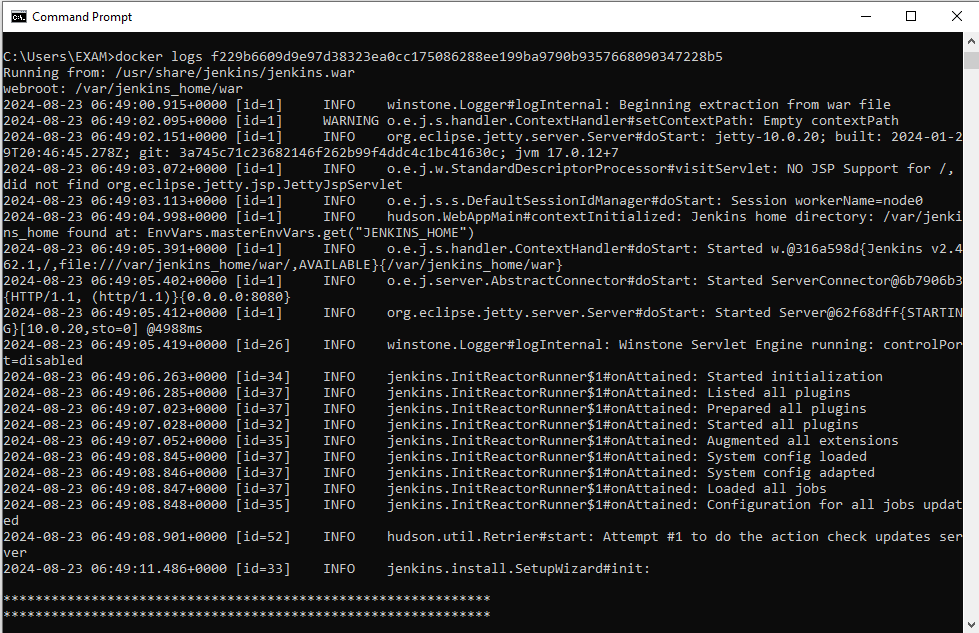 Command Prompt
C:\Users\EXAM>docker logs f229b6609d9e97d38323ea0cc175086288ee199ba9790b9357668090347228b5
Running from: /usr/share/jenkins/jenkins.war
webroot: /var/jenkins_home/war
2024-08-23 06:49:00.915+0000 [id=1]     INFO    winstone.Logger#logInternal: Beginning extraction from war file
2024-08-23 06:49:02.095+0000 [id=1]     WARNING o.e.j.s.handler.ContextHandler#setContextPath: Empty contextPath
2024-08-23 06:49:02.151+0000 [id=1]     INFO    org.eclipse.jetty.server.Server#doStart: jetty-10.0.20; built: 2024-01-2
9T20:46:45.278Z; git: 3a745c71c23682146f262b99f4ddc4c1bc41630c; jvm 17.0.12+7
2024-08-23 06:49:03.072+0000 [id=1]     INFO    o.e.j.w.StandardDescriptorProcessor#visitServlet: NO JSP Support for /,
did not find org.eclipse.jetty.jsp.JettyJspServlet
2024-08-23 06:49:03.113+0000 [id=1]     INFO    o.e.j.s.s.DefaultSessionIdManager#doStart: Session workerName=node0
2024-08-23 06:49:04.998+0000 [id=1]     INFO    hudson.WebAppMain#contextInitialized: Jenkins home directory: /var/jenki
ns_home found at: EnvVars.masterEnvVars.get("JENKINS_HOME")
2024-08-23 06:49:05.391+0000 [id=1]     INFO    o.e.j.s.handler.ContextHandler#doStart: Started w.@316a598d{Jenkins v2.4
62.1,/,file:///var/jenkins_home/war/,AVAILABLE}{/var/jenkins_home/war}
2024-08-23 06:49:05.402+0000 [id=1]     INFO    o.e.j.server.AbstractConnector#doStart: Started ServerConnector@6b7906b3
{HTTP/1.1, (http/1.1)}{0.0.0.0:8080}
2024-08-23 06:49:05.412+0000 [id=1]     INFO    org.eclipse.jetty.server.Server#doStart: Started Server@62f68dff{STARTIN
G}[10.0.20,sto=0] @4988ms
2024-08-23 06:49:05.419+0000 [id=26]    INFO    winstone.Logger#logInternal: Winstone Servlet Engine running: controlPor
t=disabled
2024-08-23 06:49:06.263+0000 [id=34]    INFO    jenkins.InitReactorRunner$1#onAttained: Started initialization
2024-08-23 06:49:06.285+0000 [id=37]    INFO    jenkins.InitReactorRunner$1#onAttained: Listed all plugins
2024-08-23 06:49:07.023+0000 [id=37]    INFO    jenkins.InitReactorRunner$1#onAttained: Prepared all plugins
2024-08-23 06:49:07.028+0000 [id=32]    INFO    jenkins.InitReactorRunner$1#onAttained: Started all plugins
2024-08-23 06:49:07.052+0000 [id=35]    INFO    jenkins.InitReactorRunner$1#onAttained: Augmented all extensions
2024-08-23 06:49:08.845+0000 [id=37]    INFO    jenkins.InitReactorRunner$1#onAttained: System config loaded
2024-08-23 06:49:08.846+0000 [id=37]    INFO    jenkins.InitReactorRunner$1#onAttained: System config adapted
2024-08-23 06:49:08.847+0000 [id=37]    INFO    jenkins.InitReactorRunner$1#onAttained: Loaded all jobs
2024-08-23 06:49:08.848+0000 [id=35]    INFO    jenkins.InitReactorRunner$1#onAttained: Configuration for all jobs updat
ed
2024-08-23 06:49:08.901+0000 [id=52]    INFO    hudson.util.Retrier#start: Attempt #1 to do the action check updates ser
ver
2024-08-23 06:49:11.486+0000 [id=33]    INFO    jenkins.install.SetupWizard#init:
*************************************************************
*************************************************************